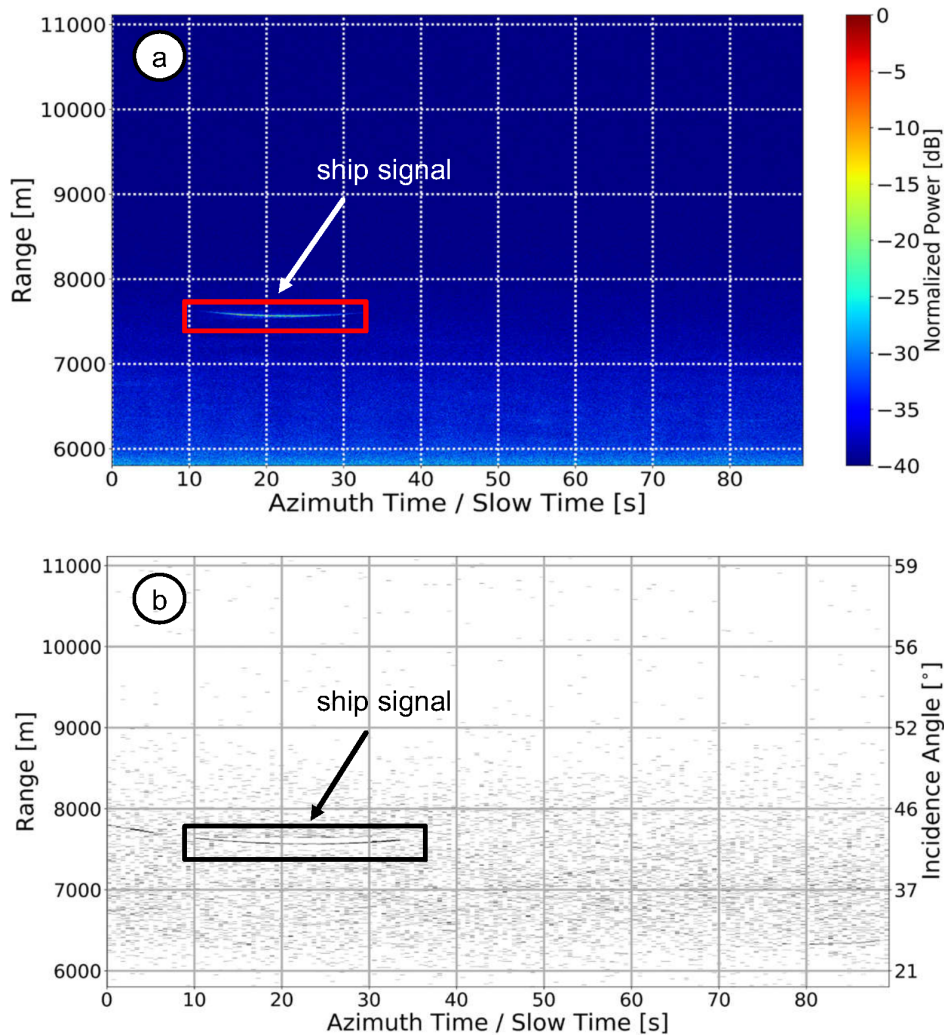 a
ship signal
Range [m]
11000
10000
9000
8000
7000
6000
0 10 20 30 40 50 60 70 80
Azimuth Time / Slow Time [s]
0
−5
−10
−15
−20
−25
−30
−35
−40
Normalized Power [dB]
b
ship signal
Range [m]
11000
10000
9000
8000
7000
6000
0 10 20 30 40 50 60 70 80
Azimuth Time / Slow Time [s]
59
56
52
46
37
21
Incidence Angle [°]